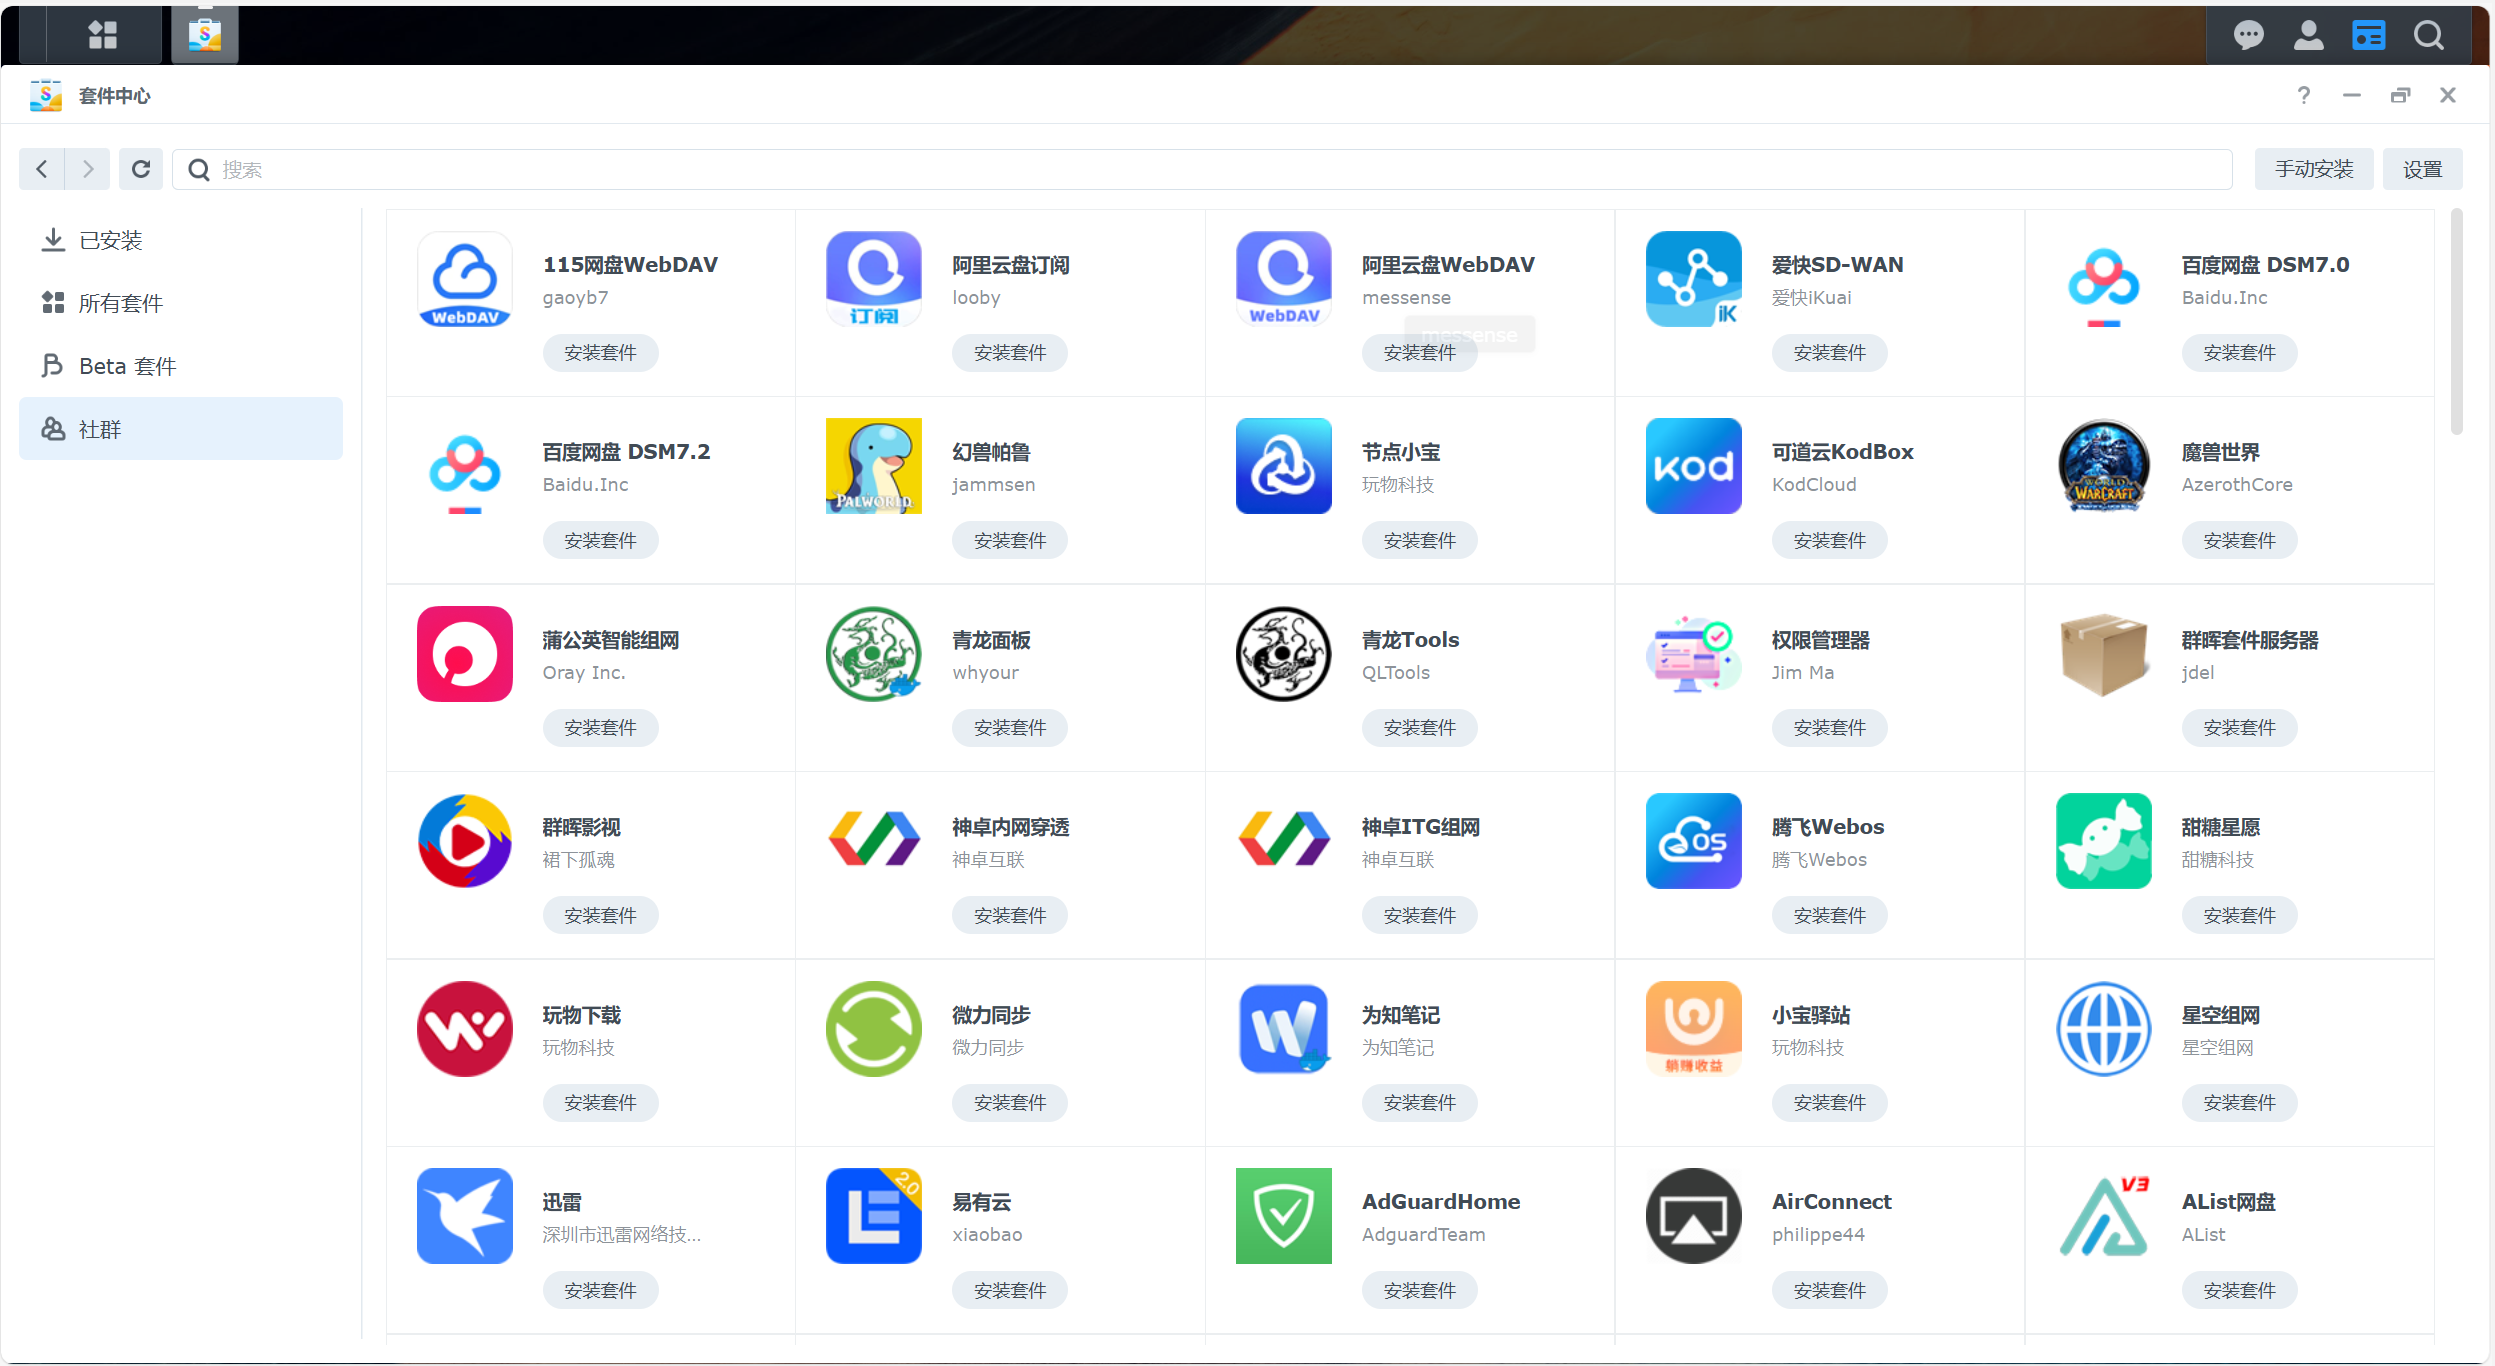 套件中心
搜索
手动安装
设置
已安装
所有套件
Beta 套件
社群
WebDAV
115网盘WebDAV
gaoyb7
安装套件
订阅
阿里云盘订阅
looby
安装套件
WebDAV
阿里云盘WebDAV
messense
messense
安装套件
iK
爱快SD-WAN
爱快iKuai
安装套件
百度网盘 DSM7.0
Baidu.Inc
安装套件
百度网盘 DSM7.2
Baidu.Inc
安装套件
PALWORLD
幻兽帕鲁
jammsen
安装套件
节点小宝
玩物科技
安装套件
kod
可道云KodBox
KodCloud
安装套件
WORLD
WARCRAFT
魔兽世界
AzerothCore
安装套件
蒲公英智能组网
Oray Inc.
安装套件
青龙面板
whyour
安装套件
青龙Tools
QLTools
安装套件
权限管理器
Jim Ma
安装套件
群晖套件服务器
jdel
安装套件
群晖影视
裙下孤魂
安装套件
神卓内网穿透
神卓互联
安装套件
神卓ITG组网
神卓互联
安装套件
OS
腾飞Webos
腾飞Webos
安装套件
甜糖星愿
甜糖科技
安装套件
玩物下载
玩物科技
安装套件
微力同步
微力同步
安装套件
为知笔记
为知笔记
安装套件
躺赚收益
小宝驿站
玩物科技
安装套件
星空组网
星空组网
安装套件
迅雷
深圳市迅雷网络技...
安装套件
2.0
易有云
xiaobao
安装套件
AdGuardHome
AdguardTeam
安装套件
AirConnect
philippe44
安装套件
V3
AList网盘
AList
安装套件